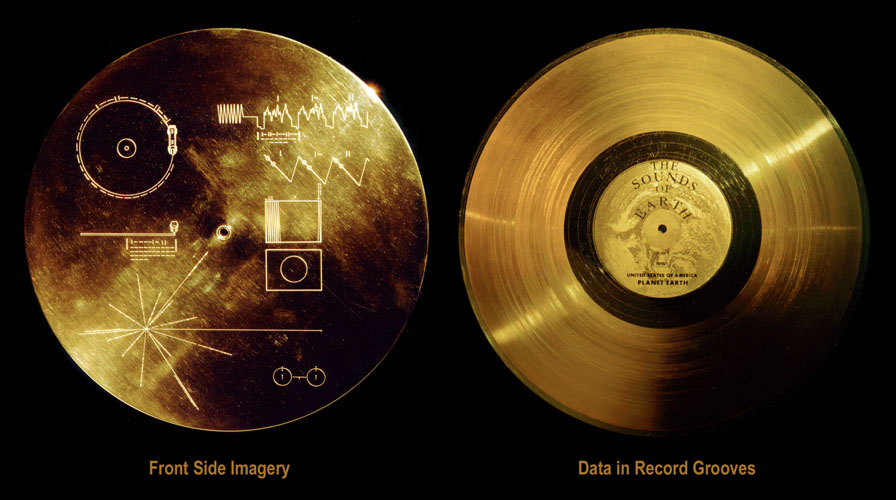 THE
SOUNDS
OF
EARTH
UNITED STATES OF AMERICA
PLANET EARTH
Front Side Imagery
Data in Record Grooves